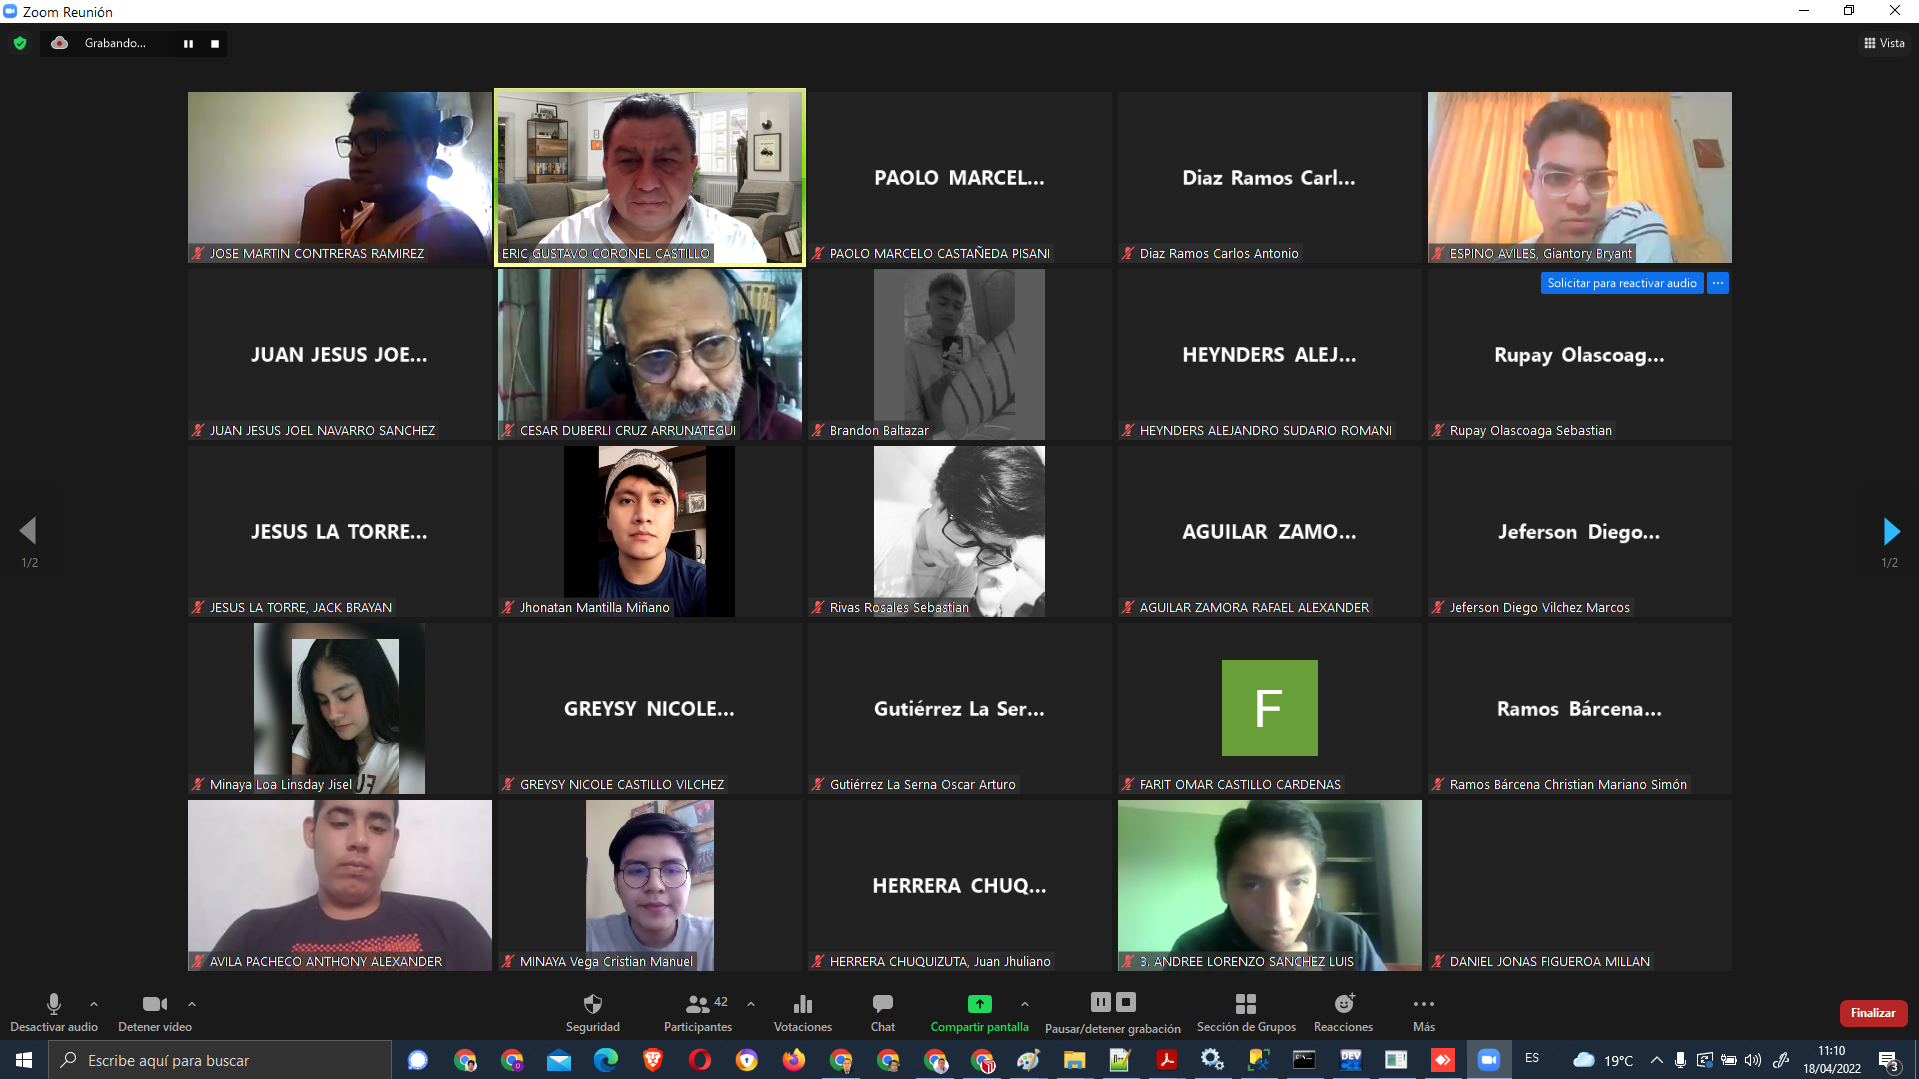 Zoom Reunión
Grabando...
Vista
JOSE MARTIN CONTRERAS RAMIREZ
ERIC GUSTAVO CORONEL CASTILLO
PAOLO MARCEL...
PAOLO MARCELO CASTAÑEDA PISANI
Diaz Ramos Carl...
Diaz Ramos Carlos Antonio
ESPINO AVILES, Giantory Bryant
JUAN JESUS JOE...
JUAN JESUS JOEL NAVARRO SANCHEZ
CESAR DUBERLI CRUZ ARRUNATEGUI
Brandon Baltazar
HEYNDERS ALEJ...
HEYNDERS ALEJANDRO SUDARIO ROMANI
Solicitar para reactivar audio
...
Rupay Olascoag...
Rupay Olascoaga Sebastian
1/2
JESUS LA TORRE...
JESUS LA TORRE, JACK BRAYAN
Jhonatan Mantilla Miñano
Rivas Rosales Sebastian
AGUILAR ZAMO...
AGUILAR ZAMORA RAFAEL ALEXANDER
Jeferson Diego...
Jeferson Diego Vilchez Marcos
1/2
Minaya Loa Linsday Jisel
GREYSY NICOLE...
GREYSY NICOLE CASTILLO VILCHEZ
Gutiérrez La Ser...
Gutiérrez La Serna Oscar Arturo
F
FARIT OMAR CASTILLO CARDENAS
Ramos Bárcena...
Ramos Bárcena Christian Mariano Simón
AVILA PACHECO ANTHONY ALEXANDER
MINAYA Vega Cristian Manuel
HERRERA CHUQ...
HERRERA CHUQUIZUTA, Juan Jhuliano
3. ANDREE LORENZO SANCHEZ LUIS
DANIEL JONAS FIGUEROA MILLAN
Desactivar audio
Detener vídeo
Seguridad
42
Participantes
Votaciones
Chat
Compartir pantalla
Pausar/detener grabación
Sección de Grupos
Reacciones
Más
Finalizar
Escribe aquí para buscar
DEV
ES
19°C
11:10
18/04/2022
3